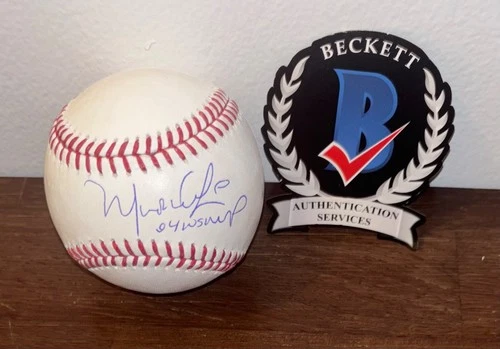 BECKETT
B
AUTHENTICATION
SERVICES
04 WS MVP